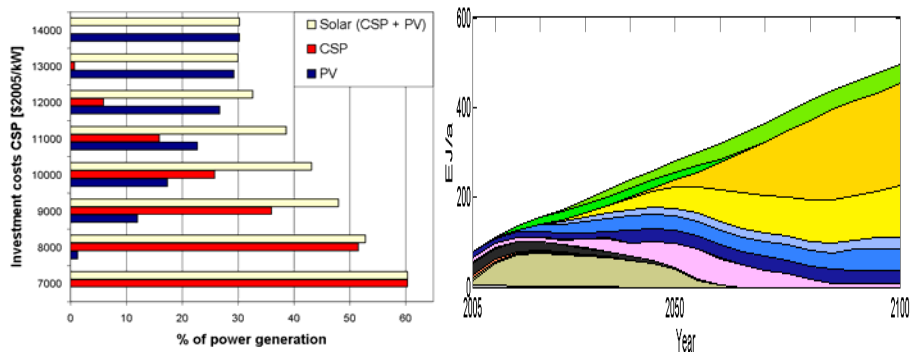 Investment costs CSP [$2005/kW]
14000
13000
12000
11000
10000
9000
8000
7000
0 10 20 30 40 50 60
% of power generation
Solar (CSP + PV)
CSP
PV
EJ/a
600
400
200
0
2005 2050 2100
Year